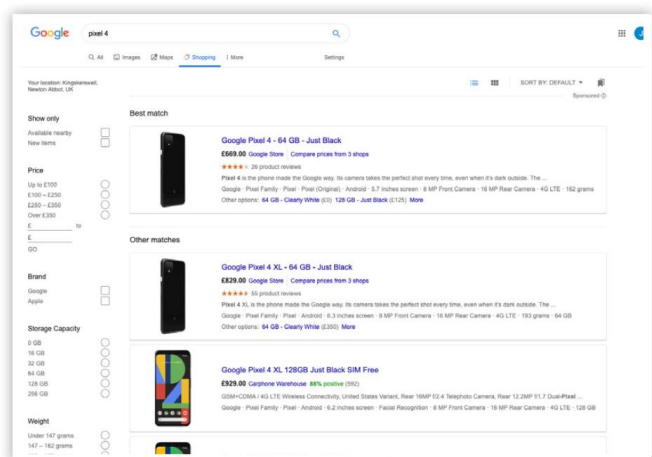 Google
pixel 4
All Images Maps Shopping More Settings
Your location: Kingskerswell,
Newton Abbot, UK
SORT BY: DEFAULT
Sponsored
Show only
Available nearby
New items
Price
Up to £100
£100 – £250
£250 – £350
Over £350
£ to
£
GO
Brand
Google
Apple
Storage Capacity
0 GB
16 GB
32 GB
64 GB
128 GB
256 GB
Weight
Under 147 grams
147 – 162 grams
Best match
Google Pixel 4 - 64 GB - Just Black
£669.00 Google Store Compare prices from 3 shops
26 product reviews
Pixel 4 is the phone made the Google way. Its camera takes the perfect shot every time, even when it's dark outside. The ...
Google · Pixel Family · Pixel · Pixel (Original) · Android · 5.7 inches screen · 8 MP Front Camera · 16 MP Rear Camera · 4G LTE · 162 grams
Other options: 64 GB - Clearly White (£0) 128 GB - Just Black (£125) More
Other matches
Google Pixel 4 XL - 64 GB - Just Black
£829.00 Google Store Compare prices from 3 shops
55 product reviews
Pixel 4 XL is the phone made the Google way. Its camera takes the perfect shot every time, even when it's dark outside. The ...
Google · Pixel Family · Pixel · Android · 6.3 inches screen · 8 MP Front Camera · 16 MP Rear Camera · 4G LTE · 193 grams · 64 GB
Other options: 64 GB - Clearly White (£350) More
Google Pixel 4 XL 128GB Just Black SIM Free
£929.00 Carphone Warehouse 86% positive (592)
GSM+CDMA / 4G LTE Wireless Connectivity, United States Variant, Rear 16MP f/2.4 Telephoto Camera, Rear 12.2MP f/1.7 Dual-Pixel ...
Google · Pixel Family · Pixel · Android · 6.2 inches screen · Facial Recognition · 8 MP Front Camera · 16 MP Rear Camera · 4G LTE · 128 GB